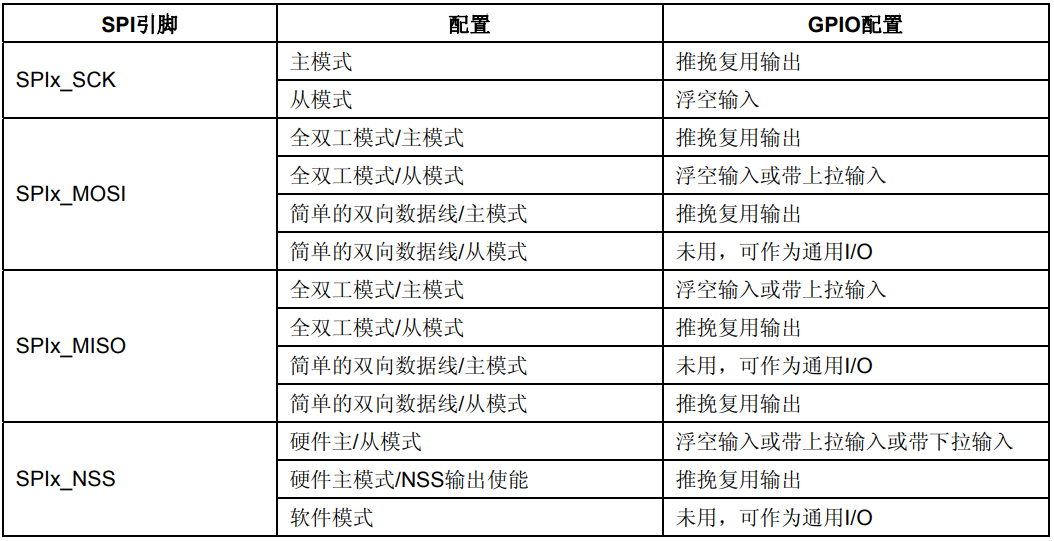 SPI引脚 配置 GPIO配置
SPIx_SCK 主模式 推挽复用输出
从模式 浮空输入
SPIx_MOSI 全双工模式/主模式 推挽复用输出
全双工模式/从模式 浮空输入或带上拉输入
简单的双向数据线/主模式 推挽复用输出
简单的双向数据线/从模式 未用，可作为通用I/O
SPIx_MISO 全双工模式/主模式 浮空输入或带上拉输入
全双工模式/从模式 推挽复用输出
简单的双向数据线/主模式 未用，可作为通用I/O
简单的双向数据线/从模式 推挽复用输出
SPIx_NSS 硬件主/从模式 浮空输入或带上拉输入或带下拉输入
硬件主模式/NSS输出使能 推挽复用输出
软件模式 未用，可作为通用I/O